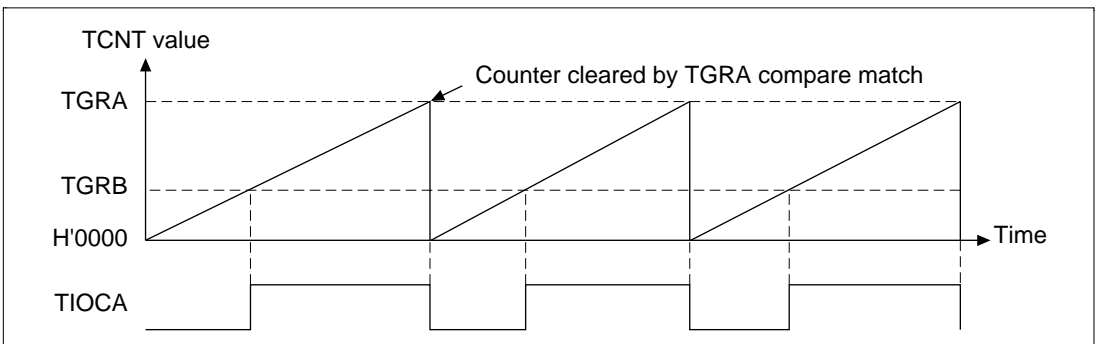 TCNT value
Counter cleared by TGRA compare match
TGRA
TGRB
H'0000
Time
TIOCA